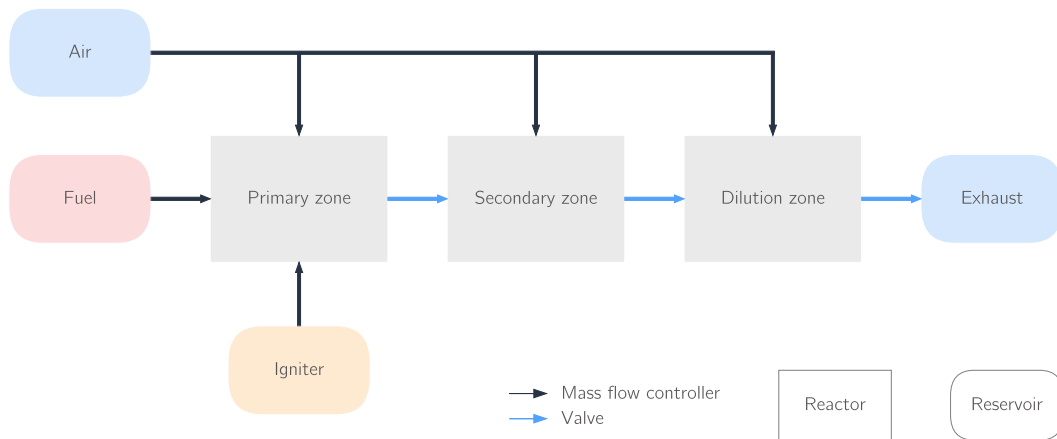 Air
Fuel
Primary zone
Secondary zone
Dilution zone
Exhaust
Igniter
Mass flow controller
Valve
Reactor
Reservoir